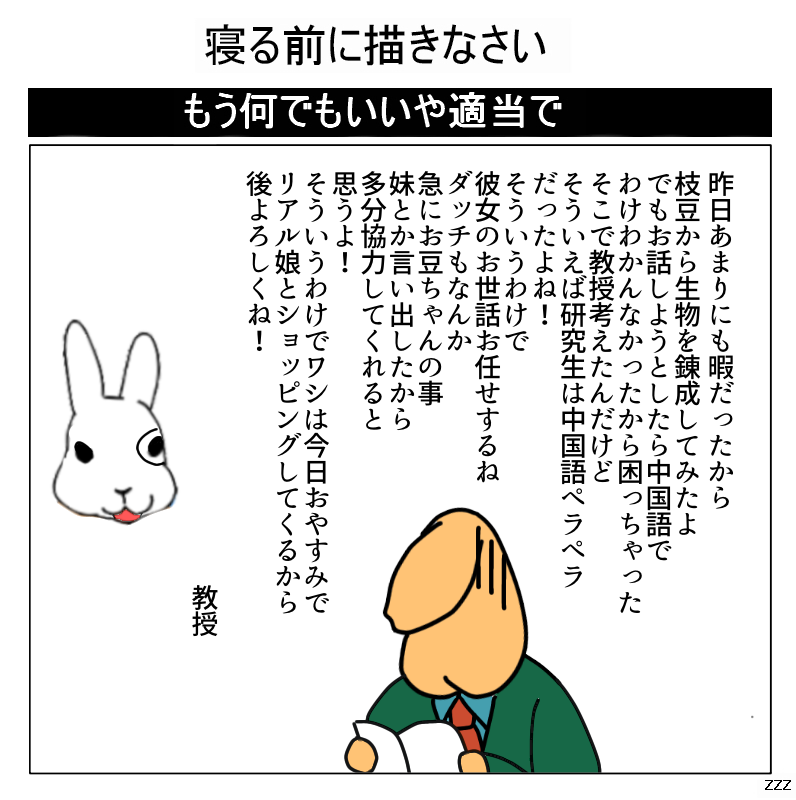 寝る前に描きなさい
もう何でもいいや適当で
昨日あまりにも暇だったから
枝豆から生物を錬成してみたよ
でもお話しようとしたら中国語で
わけわかんなかったから困っちゃった
そこで教授考えたんだけど
そういえば研究生は中国語ペラペラ
だったよね！
そういうわけで
彼女のお世話お任せするね
ダッチもなんか
急にお豆ちゃんの事
妹とか言い出したから
多分協力してくれると
思うよ！
そういうわけでワシは今日おやすみで
リアル娘とショッピングしてくるから
後よろしくね！
教授
zzz